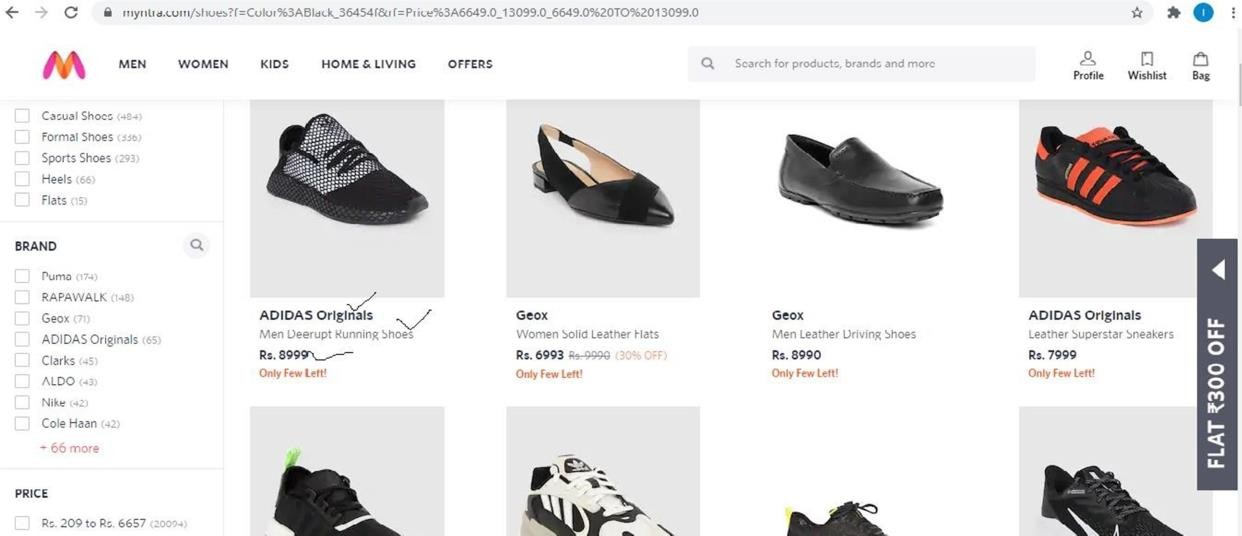 myntra.com/shoes?f=Color%3ABlack_36454f&rf=Price%3A6649.0_13099.0_6649.0%20TO%2013099.0
I
MEN WOMEN KIDS HOME & LIVING OFFERS
Search for products, brands and more
Profile Wishlist Bag
Casual Shoes (484)
Formal Shoes (336)
Sports Shoes (293)
Heels (66)
Flats (15)
BRAND
Puma (174)
RAPAWALK (148)
Geox (71)
ADIDAS Originals (65)
Clarks (45)
ALDO (43)
Nike (42)
Cole Haan (42)
+ 66 more
PRICE
Rs. 209 to Rs. 6657 (20094)
ADIDAS Originals
Men Deerupt Running Shoes
Rs. 8999
Only Few Left!
Geox
Women Solid Leather Flats
Rs. 6993 Rs. 9990 (30% OFF)
Only Few Left!
Geox
Men Leather Driving Shoes
Rs. 8990
Only Few Left!
ADIDAS Originals
Leather Superstar Sneakers
Rs. 7999
Only Few Left!
FLAT ₹300 OFF